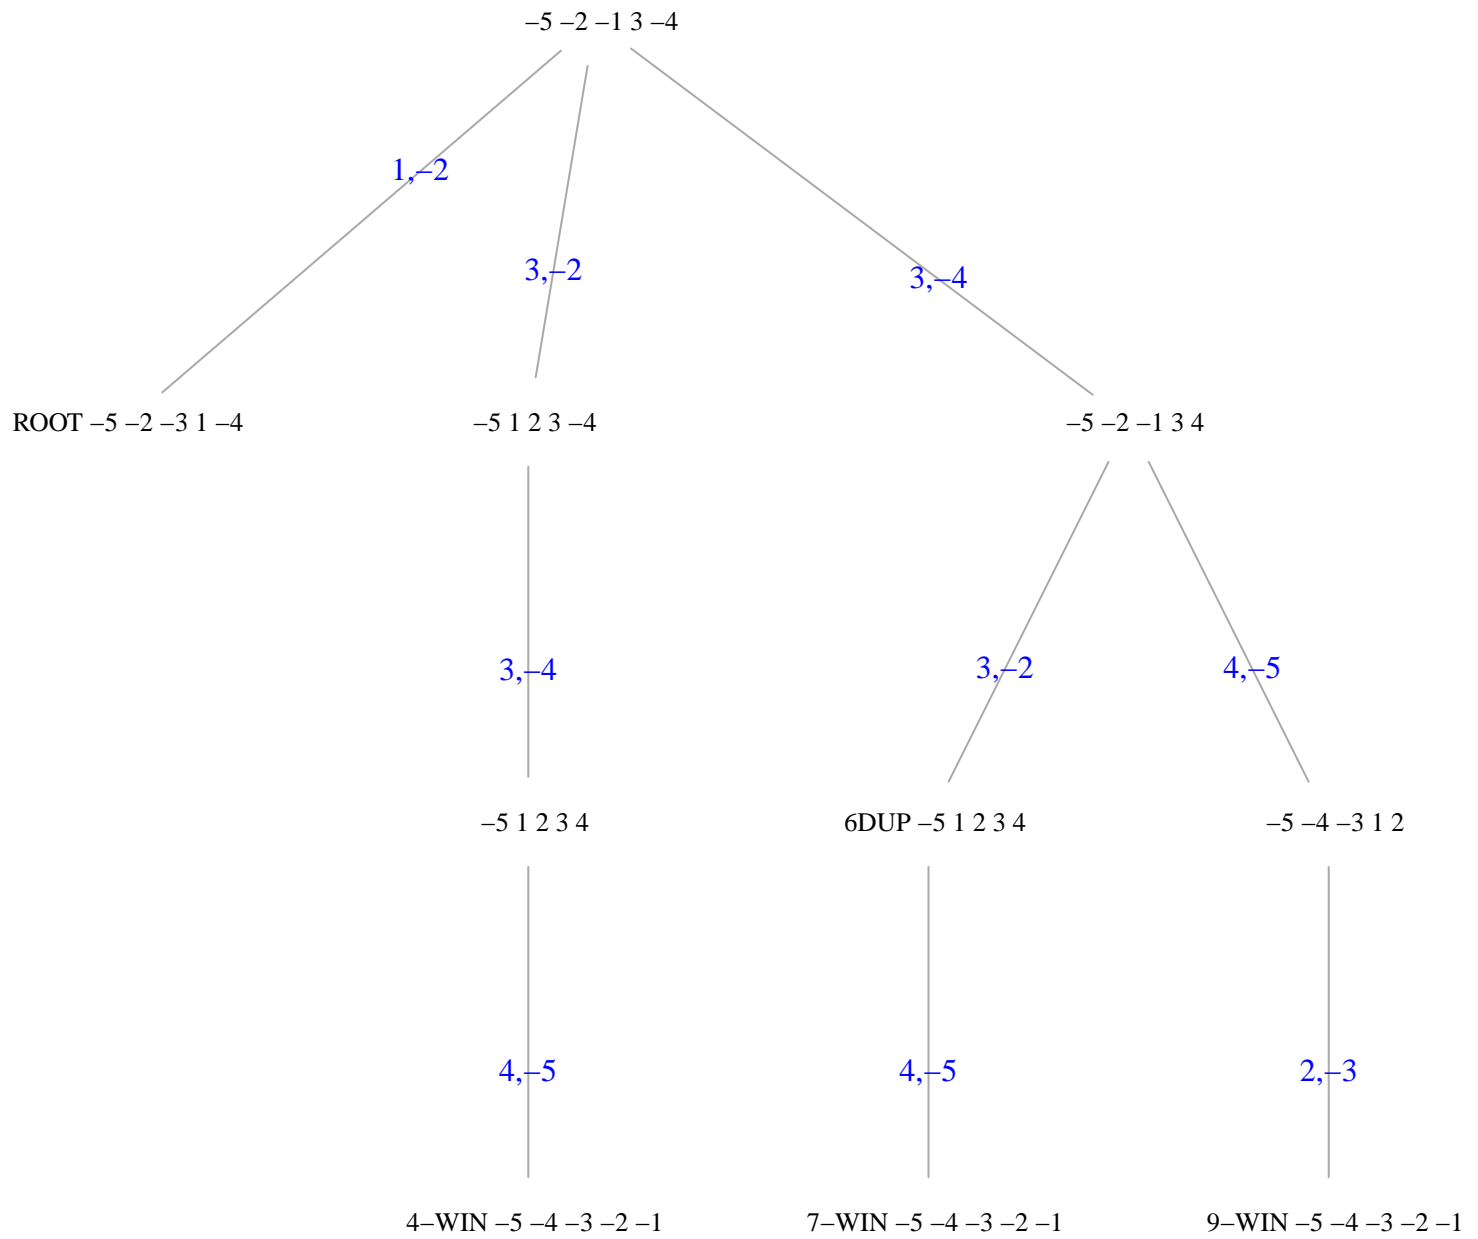 –5 –2 –1 3 –4
1,–2
3,–2
3,–4
ROOT –5 –2 –3 1 –4
–5 1 2 3 –4
–5 –2 –1 3 4
3,–4
3,–2
4,–5
–5 1 2 3 4
6DUP –5 1 2 3 4
–5 –4 –3 1 2
4,–5
4,–5
2,–3
4–WIN –5 –4 –3 –2 –1
7–WIN –5 –4 –3 –2 –1
9–WIN –5 –4 –3 –2 –1